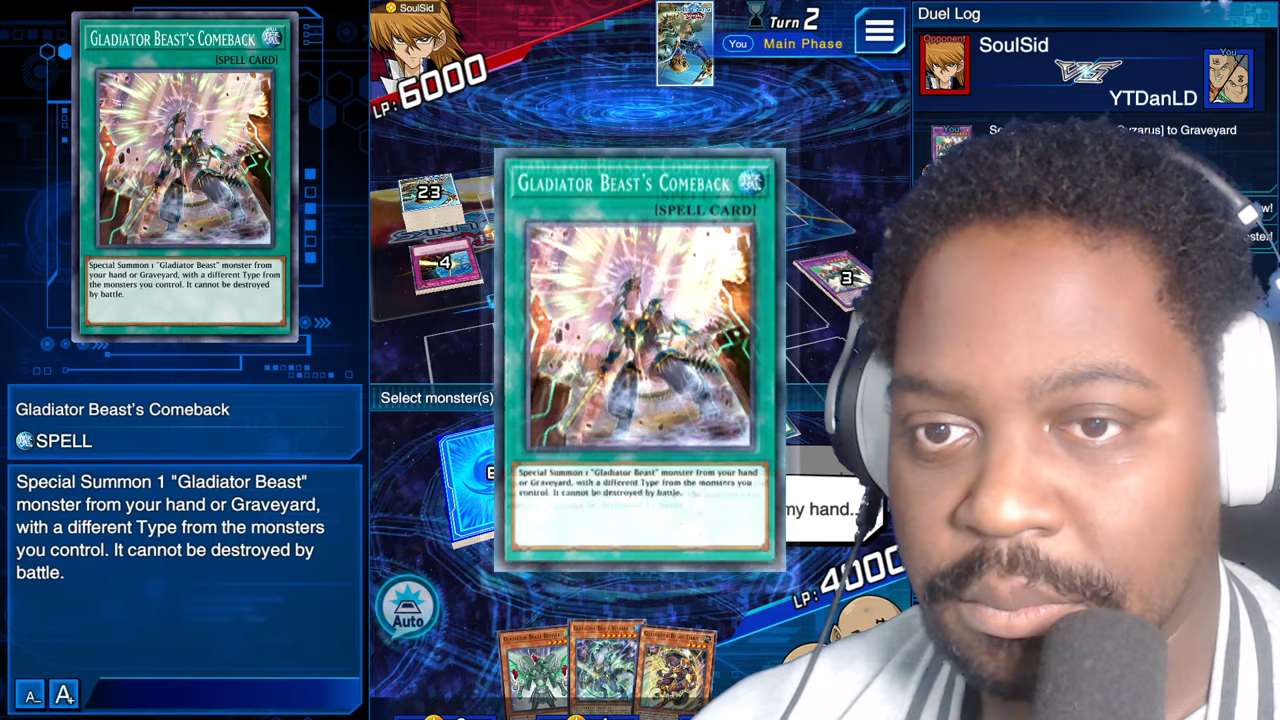 GLADIATOR BEAST'S COMEBACK
[SPELL CARD]
Special Summon 1 "Gladiator Beast" monster from
your hand or Graveyard, with a different Type from
the monsters you control. It cannot be destroyed
by battle.
Gladiator Beast's Comeback
SPELL
Special Summon 1 "Gladiator Beast"
monster from your hand or Graveyard,
with a different Type from the monsters
you control. It cannot be destroyed by
battle.
A-
A+
SoulSid
LP:6000
Turn 2
You Main Phase
23
4
3
GLADIATOR BEAST'S COMEBACK
[SPELL CARD]
Special Summon 1 "Gladiator Beast" monster from your hand
or Graveyard, with a different Type from the monsters you
control. It cannot be destroyed by battle.
Select monster(s)
my hand..
LP:4000
Auto
Duel Log
Opponent
SoulSid
VS
You
YTDanLD
You
to Graveyard